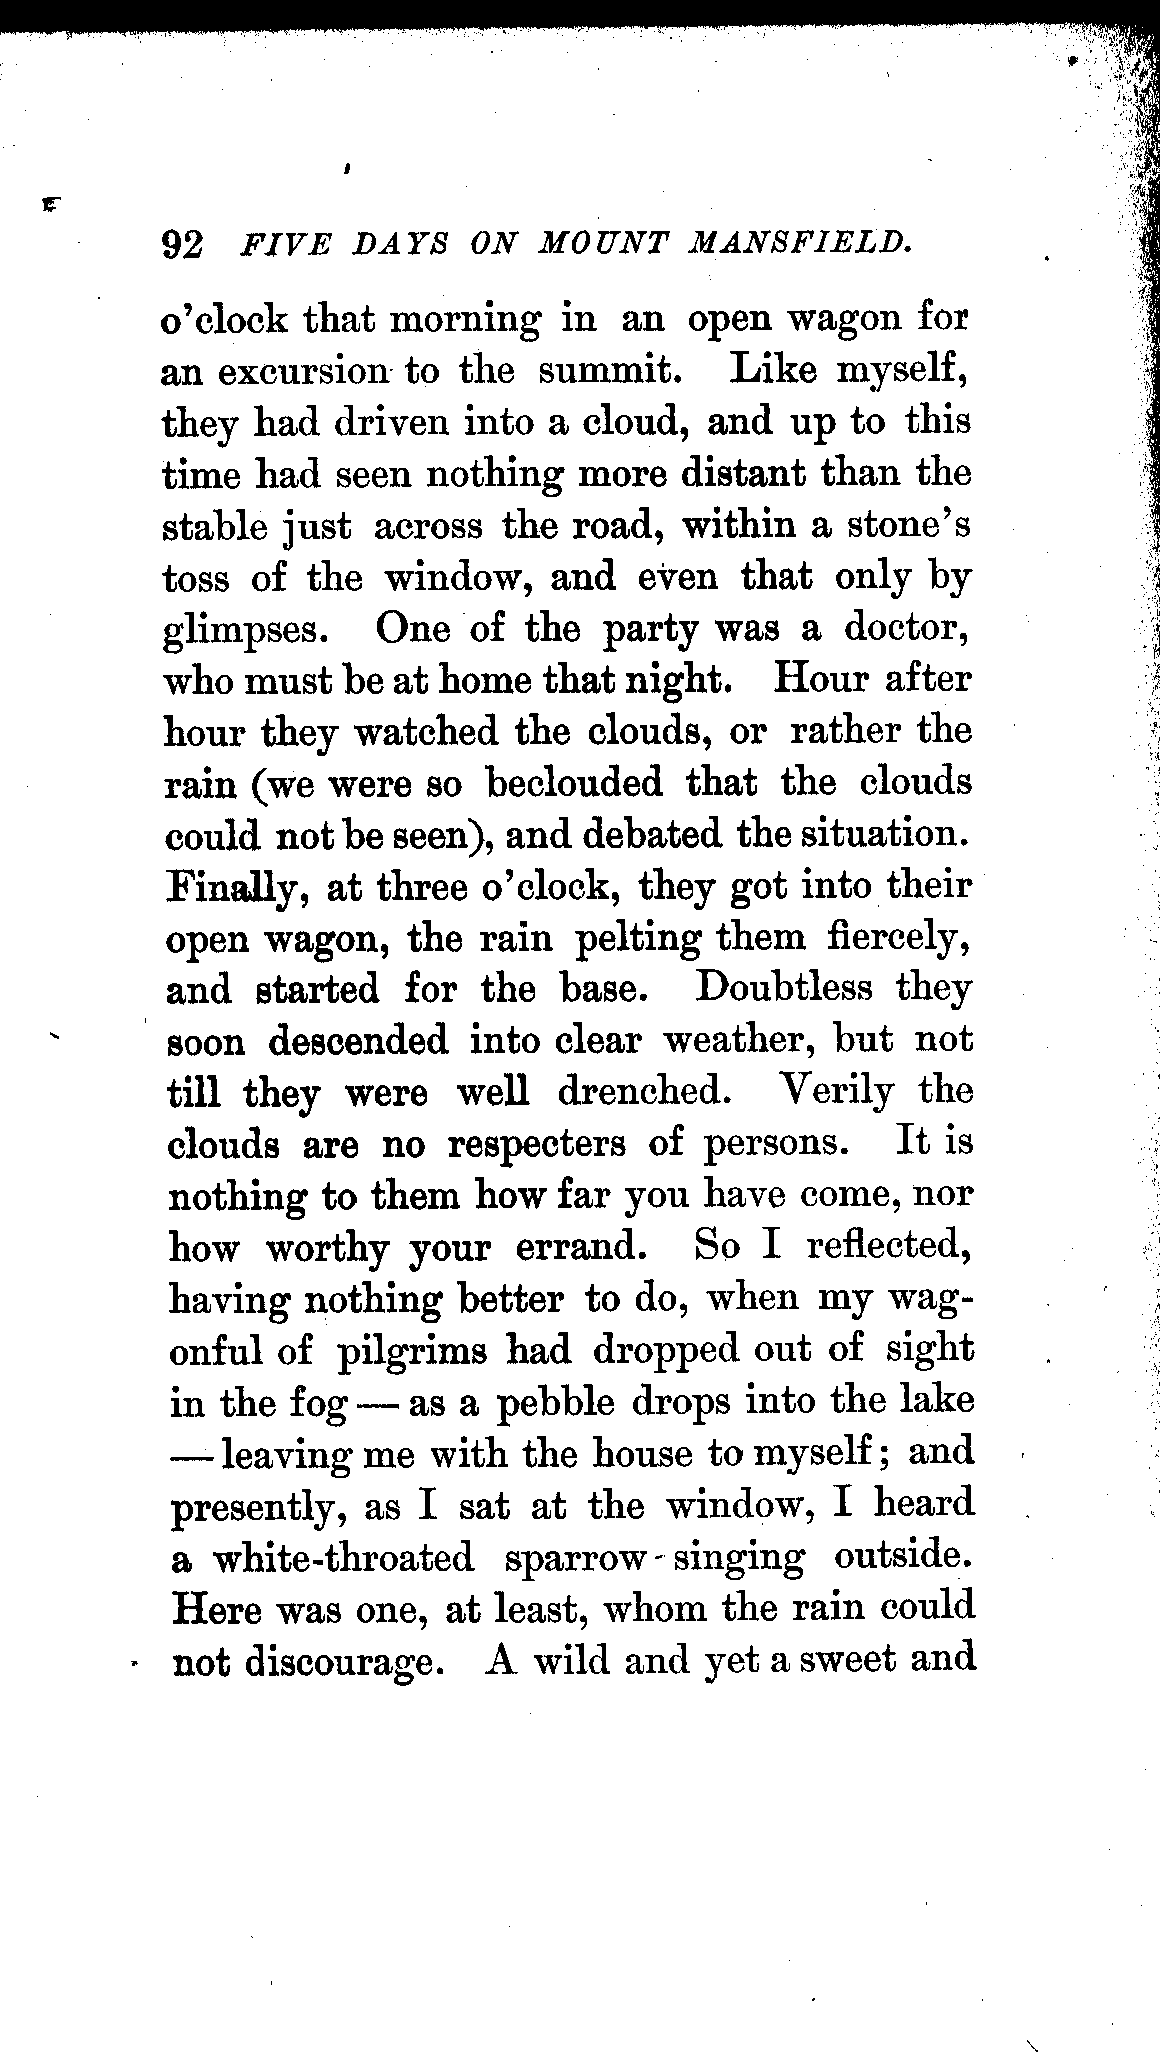 92 FIVE DAYS ON MOUNT MANSFIELD.
o'clock that morning in an open wagon for
an excursion to the summit. Like myself,
they had driven into a cloud, and up to this
time had seen nothing more distant than the
stable just across the road, within a stone's
toss of the window, and even that only by
glimpses. One of the party was a doctor,
who must be at home that night. Hour after
hour they watched the clouds, or rather the
rain (we were so beclouded that the clouds
could not be seen), and debated the situation.
Finally, at three o'clock, they got into their
open wagon, the rain pelting them fiercely,
and started for the base. Doubtless they
soon descended into clear weather, but not
till they were well drenched. Verily the
clouds are no respecters of persons. It is
nothing to them how far you have come, nor
how worthy your errand. So I reflected,
having nothing better to do, when my wag-
onful of pilgrims had dropped out of sight
in the fog — as a pebble drops into the lake
— leaving me with the house to myself; and
presently, as I sat at the window, I heard
a white-throated sparrow singing outside.
Here was one, at least, whom the rain could
not discourage. A wild and yet a sweet and